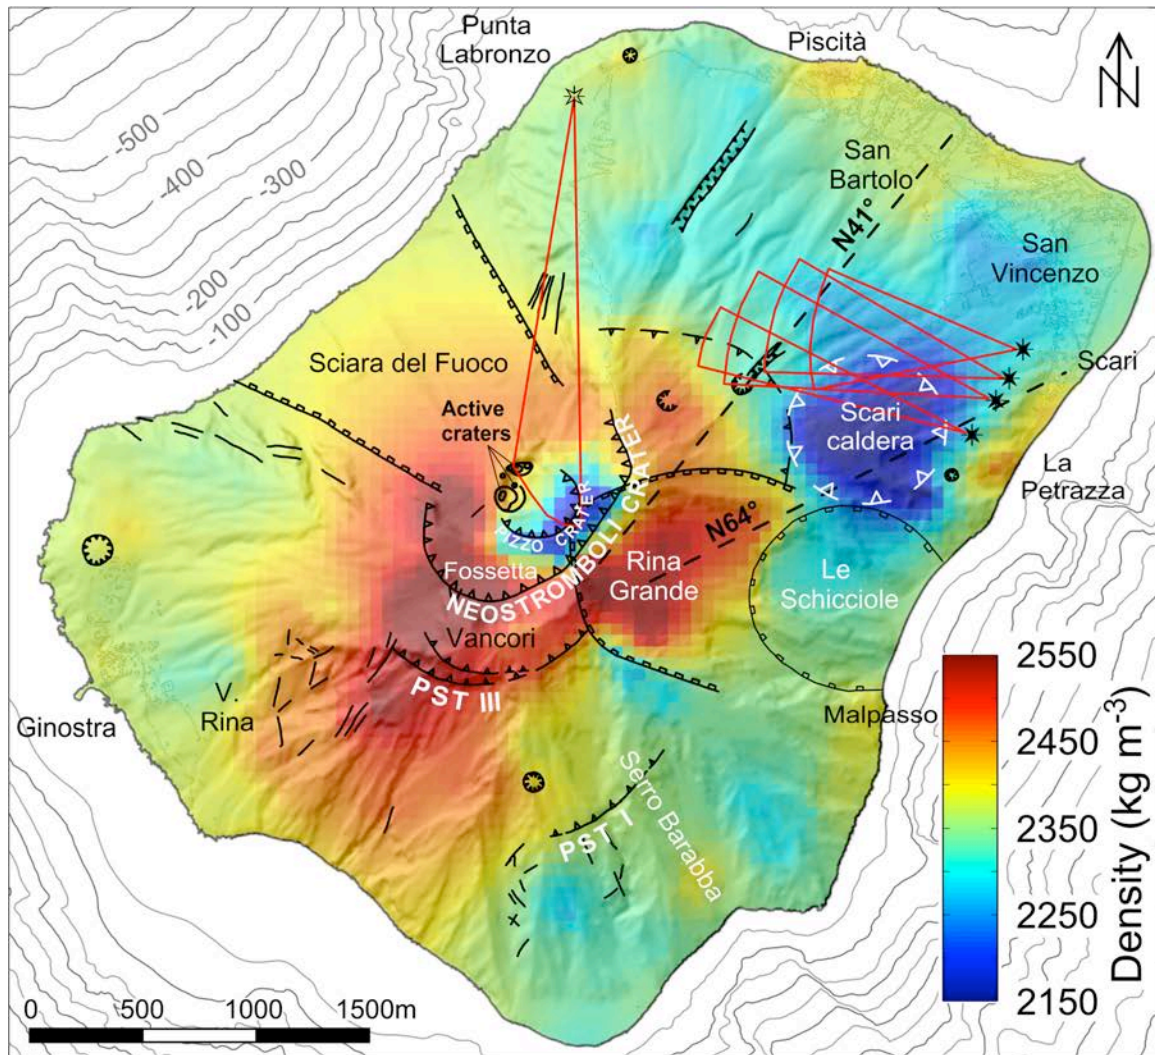 Punta
Labronzo
Piscità
N
-500
-400
-300
-200
-100
San
Bartolo
N41°
San
Vincenzo
Sciara del Fuoco
Scari
Active
craters
Scari
caldera
La
Petrazza
PIZZO CRATER
N64°
Fossetta
NEOSTROMBOLI CRATER
Rina
Grande
Le
Schicciole
Vancori
PST III
V.
Rina
Ginostra
Malpasso
Serro Barabba
PST I
2550
2450
2350
2250
2150
Density (kg m-3)
0 500 1000 1500m